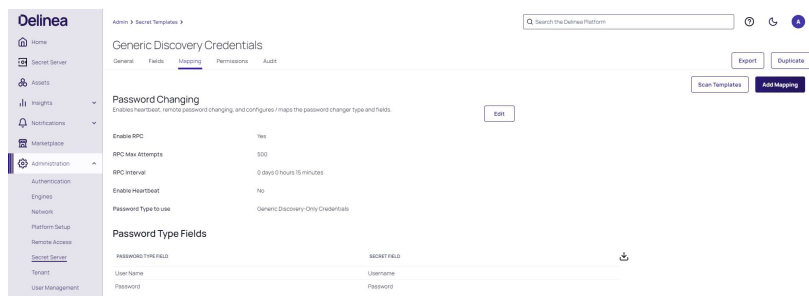 Delinea
Admin > Secret Templates >
Search the Delinea Platform
A
Home
Secret Server
Assets
Insights
Notifications
Marketplace
Administration
Authentication
Engines
Network
Platform Setup
Remote Access
Secret Server
Tenant
User Management
Generic Discovery Credentials
General Fields Mapping Permissions Audit
Export Duplicate
Scan Templates Add Mapping
Password Changing
Enables heartbeat, remote password changing, and configures / maps the password changer type and fields.
Edit
Enable RPC Yes
RPC Max Attempts 500
RPC Interval 0 days 0 hours 15 minutes
Enable Heartbeat No
Password Type to use Generic Discovery-Only Credentials
Password Type Fields
PASSWORD TYPE FIELD SECRET FIELD
User Name Username
Password Password